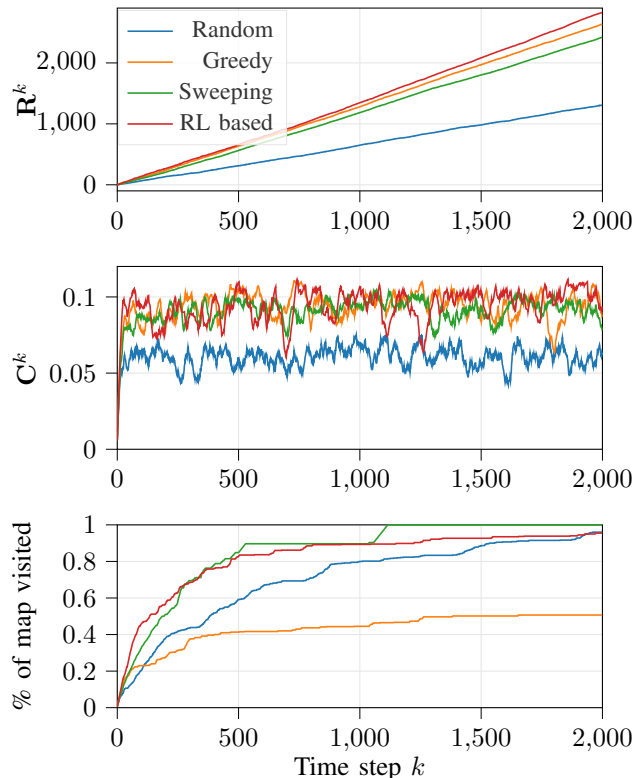 Random
Greedy
Sweeping
RL based
R^k
2,000
1,000
0
0 500 1,000 1,500 2,000
C^k
0.1
0.05
0
0 500 1,000 1,500 2,000
% of map visited
1
0.8
0.6
0.4
0.2
0
0 500 1,000 1,500 2,000
Time step k